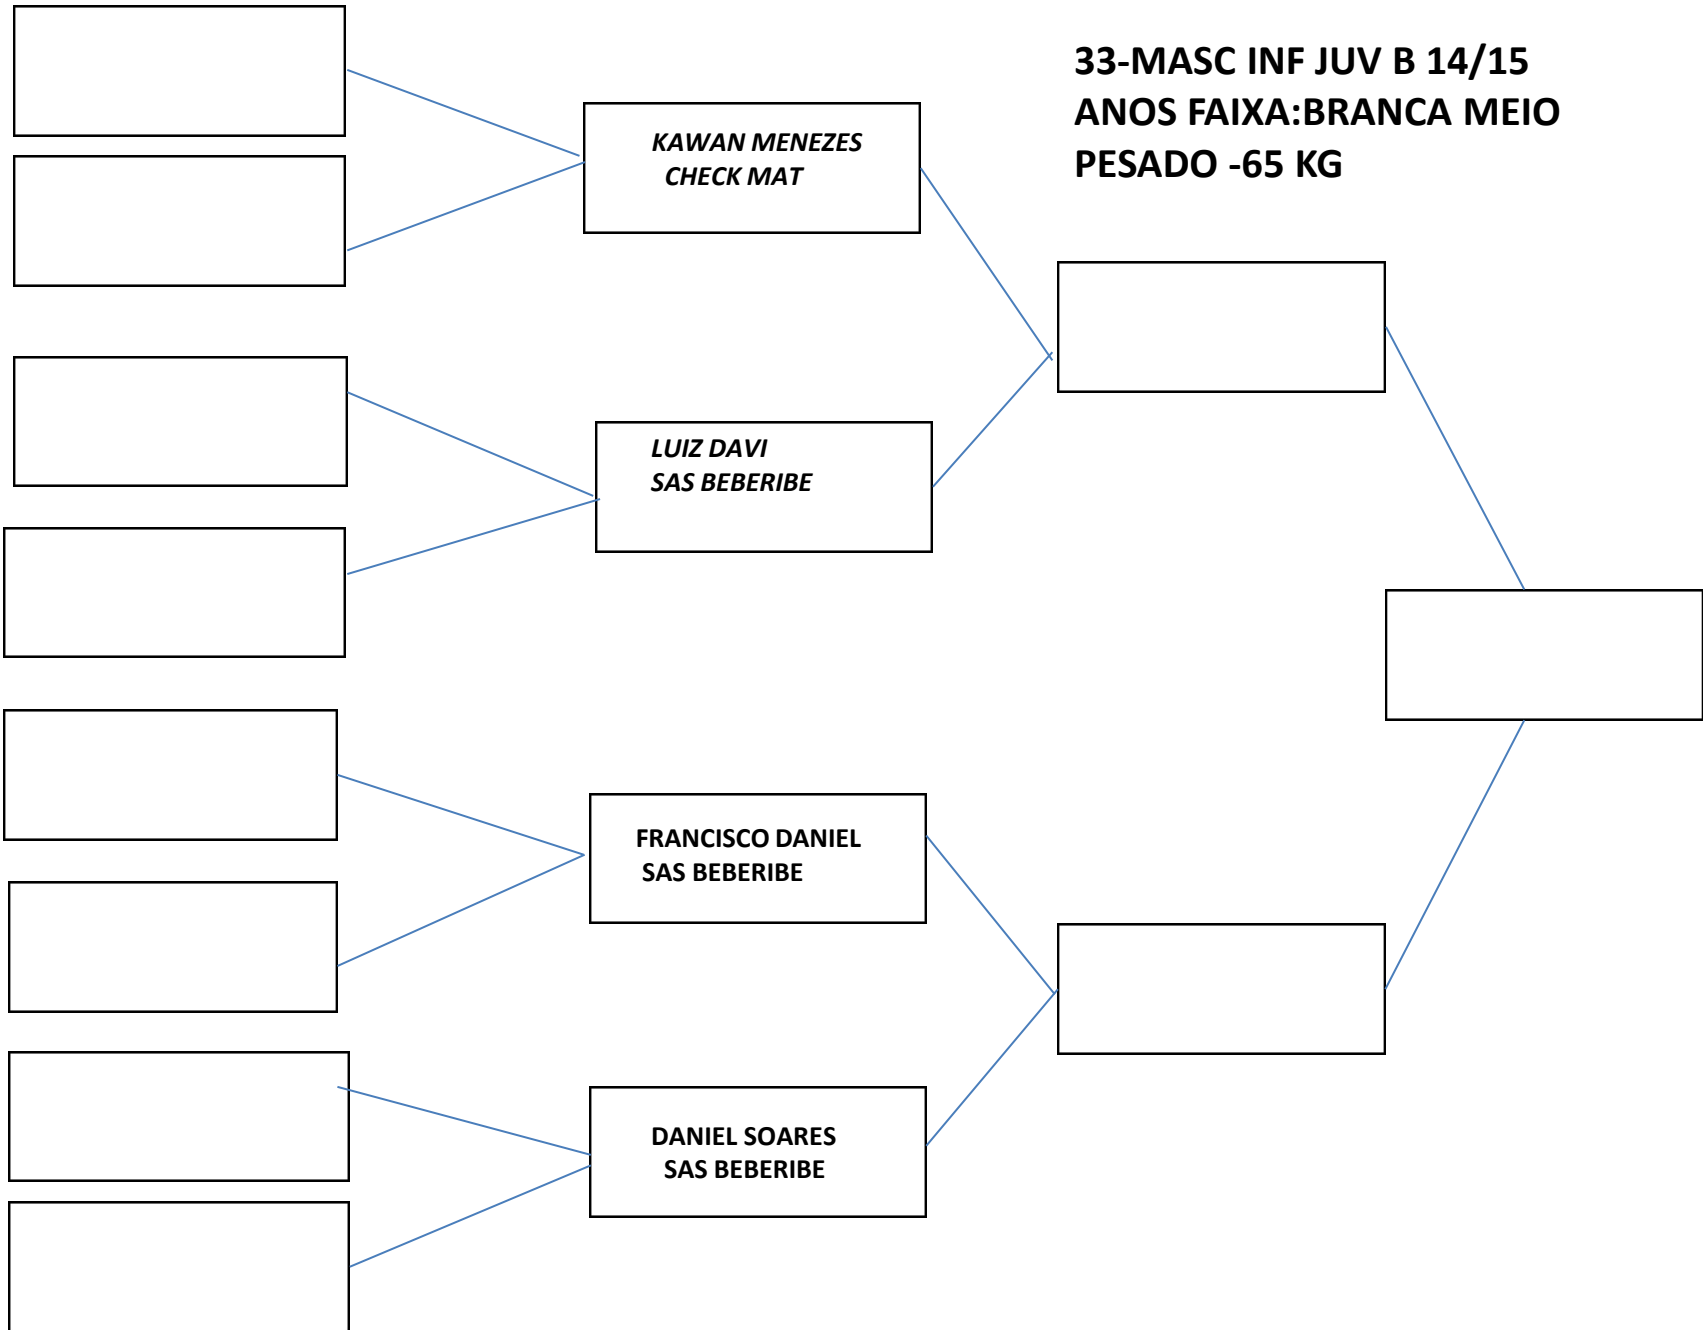 33-MASC INF JUV B 14/15
ANOS FAIXA:BRANCA MEIO
PESADO -65 KG
KAWAN MENEZES
CHECK MAT
LUIZ DAVI
SAS BEBERIBE
FRANCISCO DANIEL
SAS BEBERIBE
DANIEL SOARES
SAS BEBERIBE